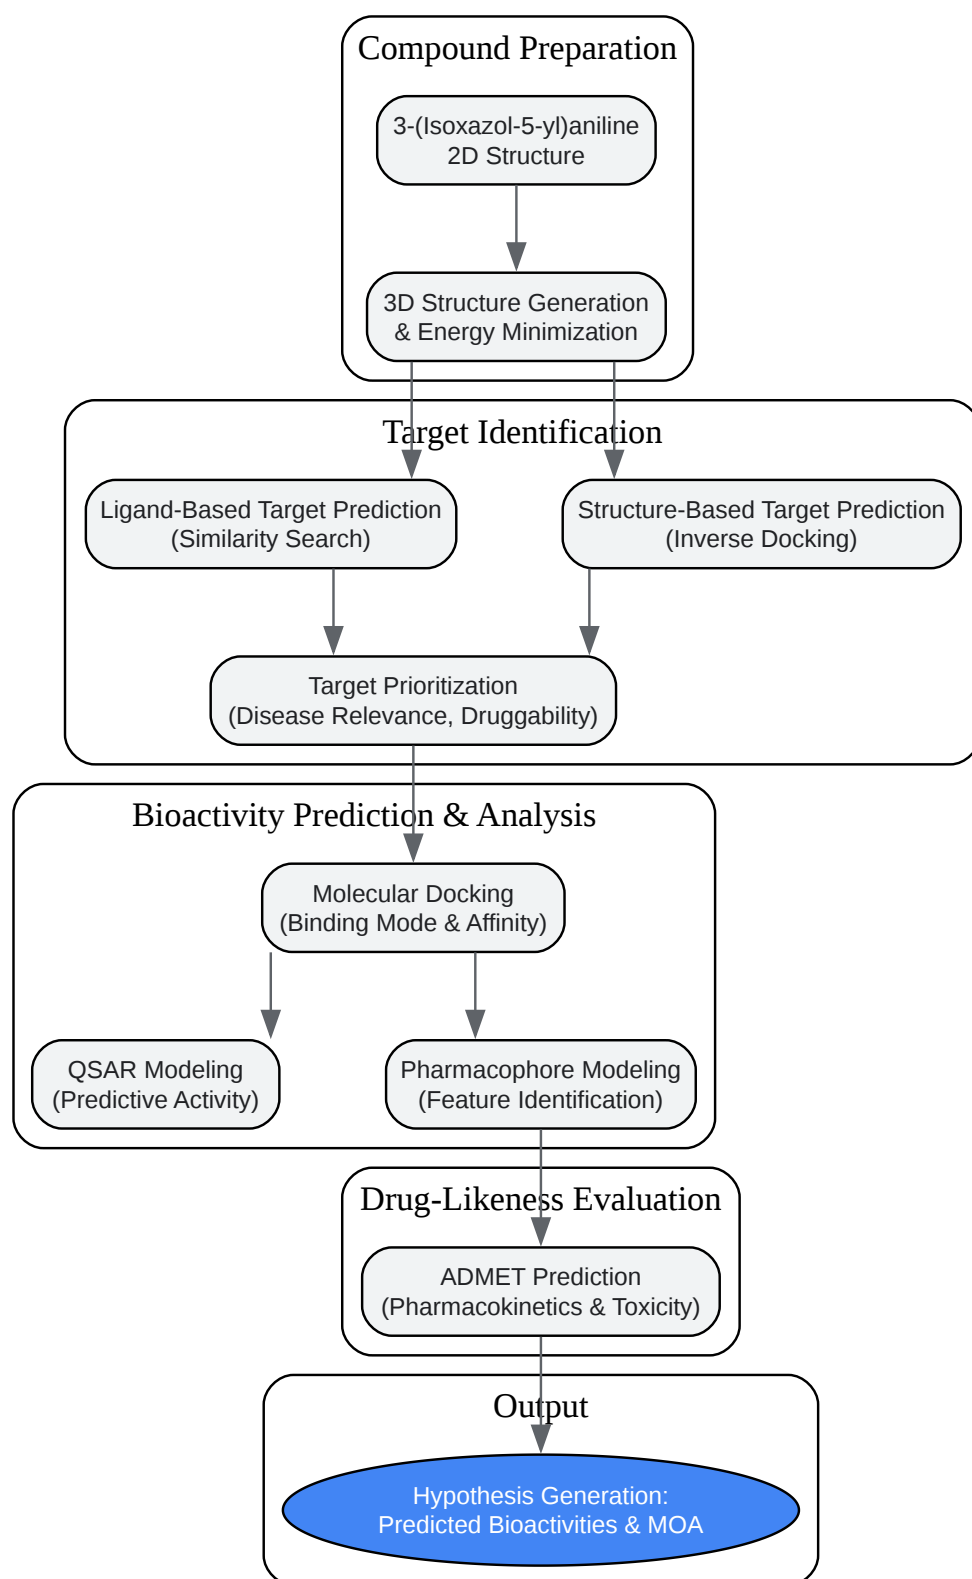 Compound Preparation
3-(Isoxazol-5-yl)aniline
2D Structure
3D Structure Generation
& Energy Minimization
Target Identification
Ligand-Based Target Prediction
(Similarity Search)
Structure-Based Target Prediction
(Inverse Docking)
Target Prioritization
(Disease Relevance, Druggability)
Bioactivity Prediction & Analysis
Molecular Docking
(Binding Mode & Affinity)
QSAR Modeling
(Predictive Activity)
Pharmacophore Modeling
(Feature Identification)
Drug-Likeness Evaluation
ADMET Prediction
(Pharmacokinetics & Toxicity)
Output
Hypothesis Generation:
Predicted Bioactivities & MOA